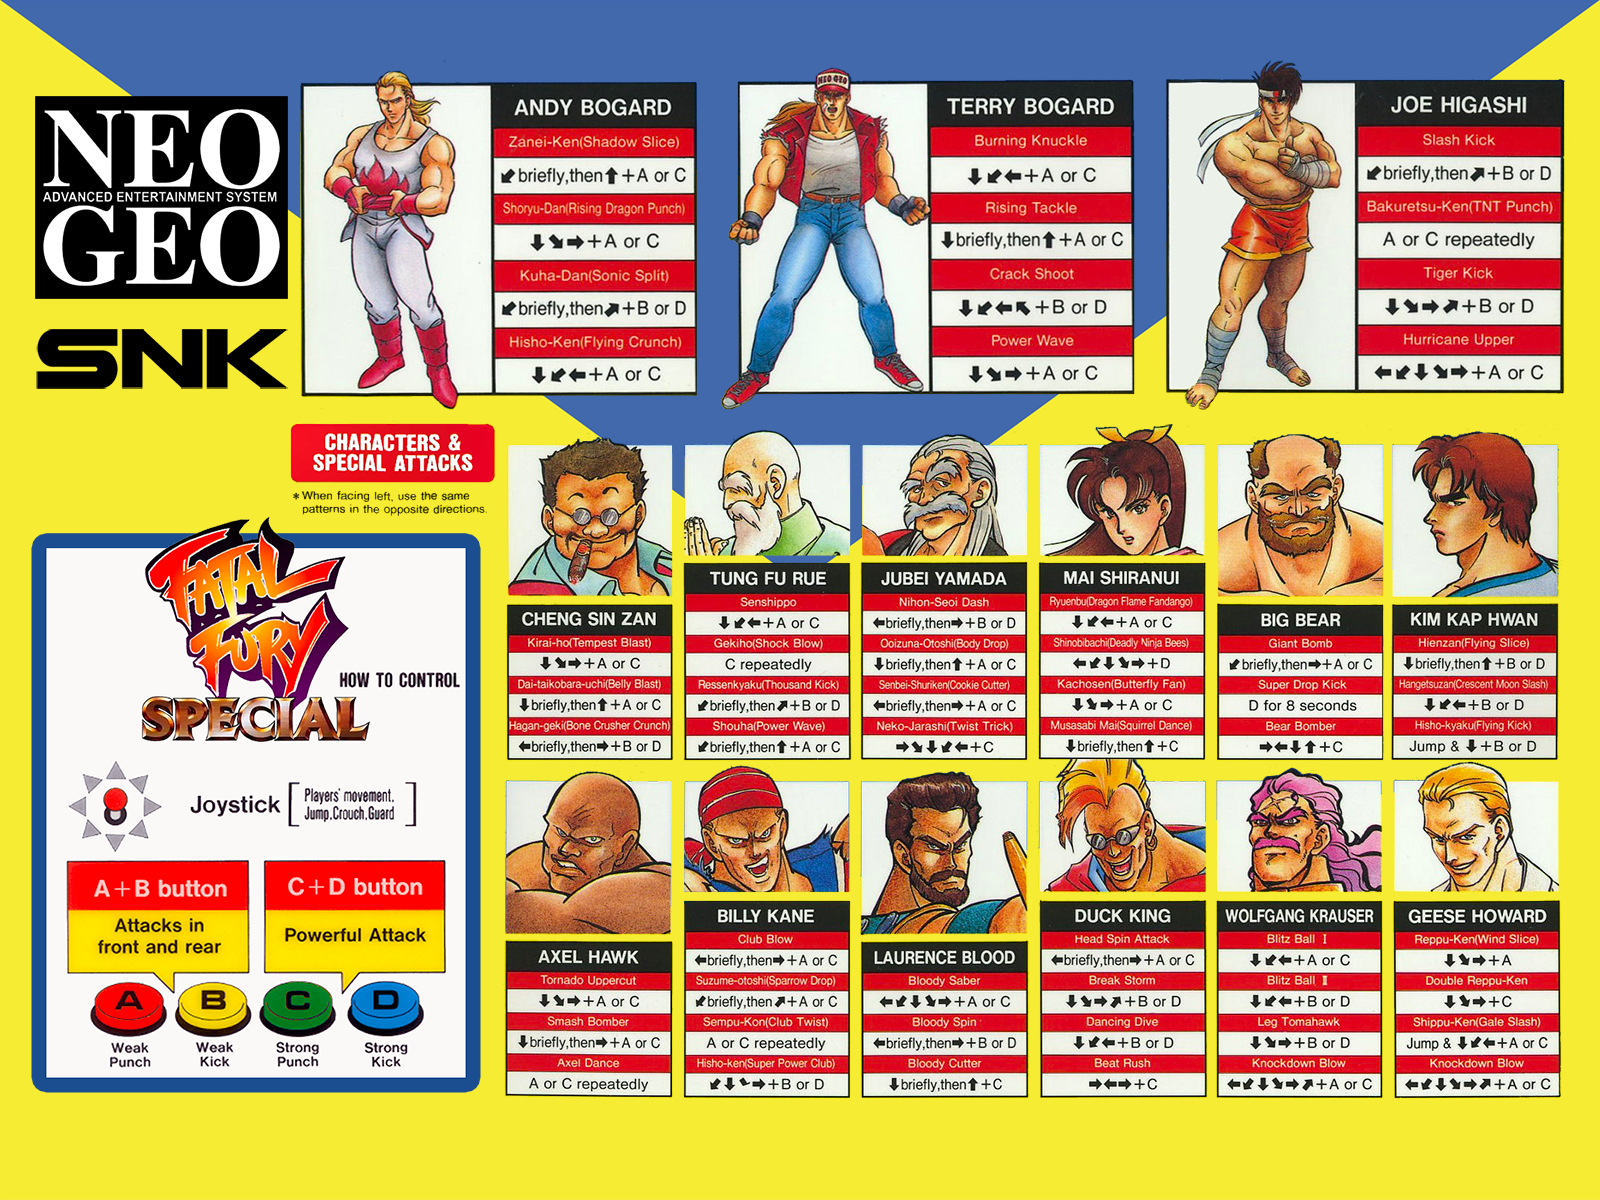 NEO
ADVANCED ENTERTAINMENT SYSTEM
GEO
SNK
ANDY BOGARD
Zanei-Ken(Shadow Slice)
↙briefly,then↑+A or C
Shoryu-Dan(Rising Dragon Punch)
↓↘→+A or C
Kuha-Dan(Sonic Split)
↙briefly,then↗+B or D
Hisho-Ken(Flying Crunch)
↓↙←+A or C
NEO GEO
TERRY BOGARD
Burning Knuckle
↓↙←+A or C
Rising Tackle
↓briefly,then↑+A or C
Crack Shoot
↓↙←↖+B or D
Power Wave
↓↘→+A or C
JOE HIGASHI
Slash Kick
↙briefly,then↗+B or D
Bakuretsu-Ken(TNT Punch)
A or C repeatedly
Tiger Kick
↓↘→↗+B or D
Hurricane Upper
←↙↓↘→+A or C
CHARACTERS &
SPECIAL ATTACKS
*When facing left, use the same
patterns in the opposite directions.
FATAL
FURY
SPECIAL
HOW TO CONTROL
Joystick
Players' movement.
Jump.Crouch.Guard
A+B button
Attacks in
front and rear
C+D button
Powerful Attack
A
B
C
D
Weak
Punch
Weak
Kick
Strong
Punch
Strong
Kick
CHENG SIN ZAN
Kirai-ho(Tempest Blast)
↓↘→+A or C
Dai-taikobara-uchi(Belly Blast)
↓briefly,then↑+A or C
Hagan-geki(Bone Crusher Crunch)
←briefly,then→+B or D
TUNG FU RUE
Senshippo
↓↙←+A or C
Gekiho(Shock Blow)
C repeatedly
Ressenkyaku(Thousand Kick)
↙briefly,then↗+B or D
Shouha(Power Wave)
↙briefly,then↑+A or C
JUBEI YAMADA
Nihon-Seoi Dash
←briefly,then→+B or D
Ooizuna-Otoshi(Body Drop)
↓briefly,then↑+A or C
Senbei-Shuriken(Cookie Cutter)
←briefly,then→+A or C
Neko-Jarashi(Twist Trick)
→↘↓↙←+C
MAI SHIRANUI
Ryuenbu(Dragon Flame Fandango)
↓↙←+A or C
Shinobibachi(Deadly Ninja Bees)
←↙↓↘→+D
Kachosen(Butterfly Fan)
↓↘→+A or C
Musasabi Mai(Squirrel Dance)
↓briefly,then↑+C
BIG BEAR
Giant Bomb
↙briefly,then→+A or C
Super Drop Kick
D for 8 seconds
Bear Bomber
→←↓↑+C
KIM KAP HWAN
Hienzan(Flying Slice)
↓briefly,then↑+B or D
Hangetsuzan(Crescent Moon Slash)
↓↙←+B or D
Hisho-kyaku(Flying Kick)
Jump & ↓+B or D
AXEL HAWK
Tornado Uppercut
↓↘→+A or C
Smash Bomber
↓briefly,then→+A or C
Axel Dance
A or C repeatedly
BILLY KANE
Club Blow
←briefly,then→+A or C
Suzume-otoshi(Sparrow Drop)
↙briefly,then↗+A or C
Sempu-Kon(Club Twist)
A or C repeatedly
Hisho-ken(Super Power Club)
↙↓↘→+B or D
LAURENCE BLOOD
Bloody Saber
←↙↓↘→+A or C
Bloody Spin
←briefly,then→+B or D
Bloody Cutter
↓briefly,then↑+C
DUCK KING
Head Spin Attack
←briefly,then→+A or C
Break Storm
↓↘→↗+B or D
Dancing Dive
↓↙←+B or D
Beat Rush
→←→+C
WOLFGANG KRAUSER
Blitz Ball Ⅰ
↓↙←+A or C
Blitz Ball Ⅱ
↓↙←+B or D
Leg Tomahawk
↓↘→+B or D
Knockdown Blow
←↙↓↘→↗+A or C
GEESE HOWARD
Reppu-Ken(Wind Slice)
↓↘→+A
Double Reppu-Ken
↓↘→+C
Shippu-Ken(Gale Slash)
Jump & ↓↙←+A or C
Knockdown Blow
←↙↓↘→↗+A or C